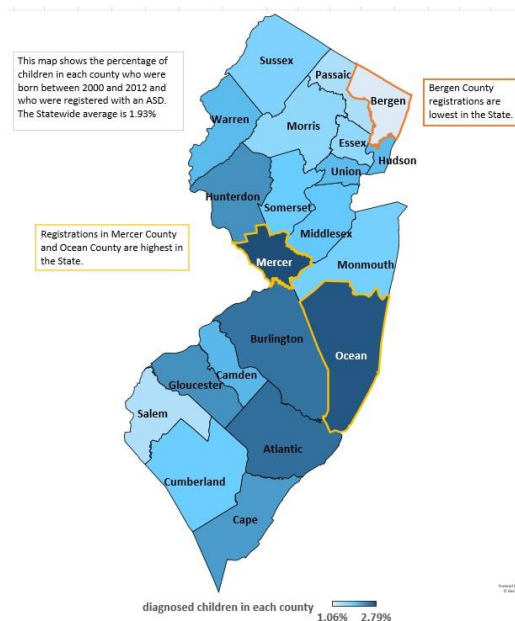 This map shows the percentage of
children in each county who were
born between 2000 and 2012 and
who were registered with an ASD.
The Statewide average is 1.93%
Sussex
Passaic
Bergen
Bergen County
registrations are
lowest in the State.
Warren
Morris
Essex
Hudson
Union
Hunterdon
Somerset
Middlesex
Registrations in Mercer County
and Ocean County are highest in
the State.
Mercer
Monmouth
Burlington
Ocean
Camden
Gloucester
Salem
Atlantic
Cumberland
Cape
diagnosed children in each county
1.06% 2.79%